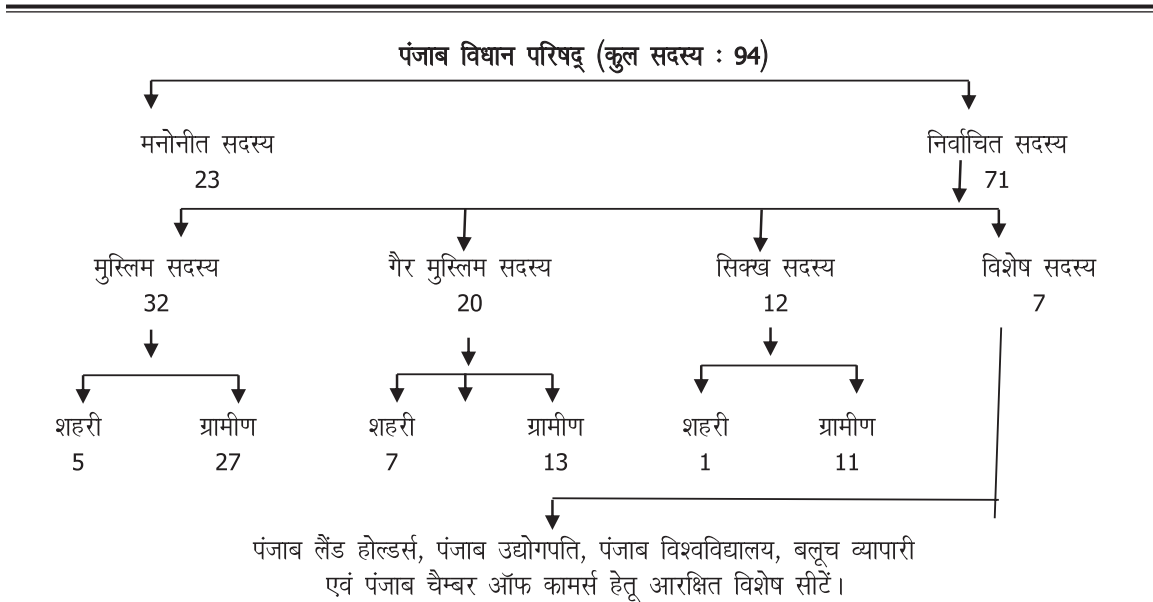 पंजाब विधान परिषद् (कुल सदस्य : 94)
मनोनीत सदस्य निर्वाचित सदस्य
23 71
मुस्लिम सदस्य गैर मुस्लिम सदस्य सिक्ख सदस्य विशेष सदस्य
32 20 12 7
शहरी ग्रामीण शहरी ग्रामीण शहरी ग्रामीण
5 27 7 13 1 11
पंजाब लैंड होल्डर्स, पंजाब उद्योगपति, पंजाब विश्वविद्यालय, बलूच व्यापारी
एवं पंजाब चैम्बर ऑफ कामर्स हेतू आरक्षित विशेष सीटें।